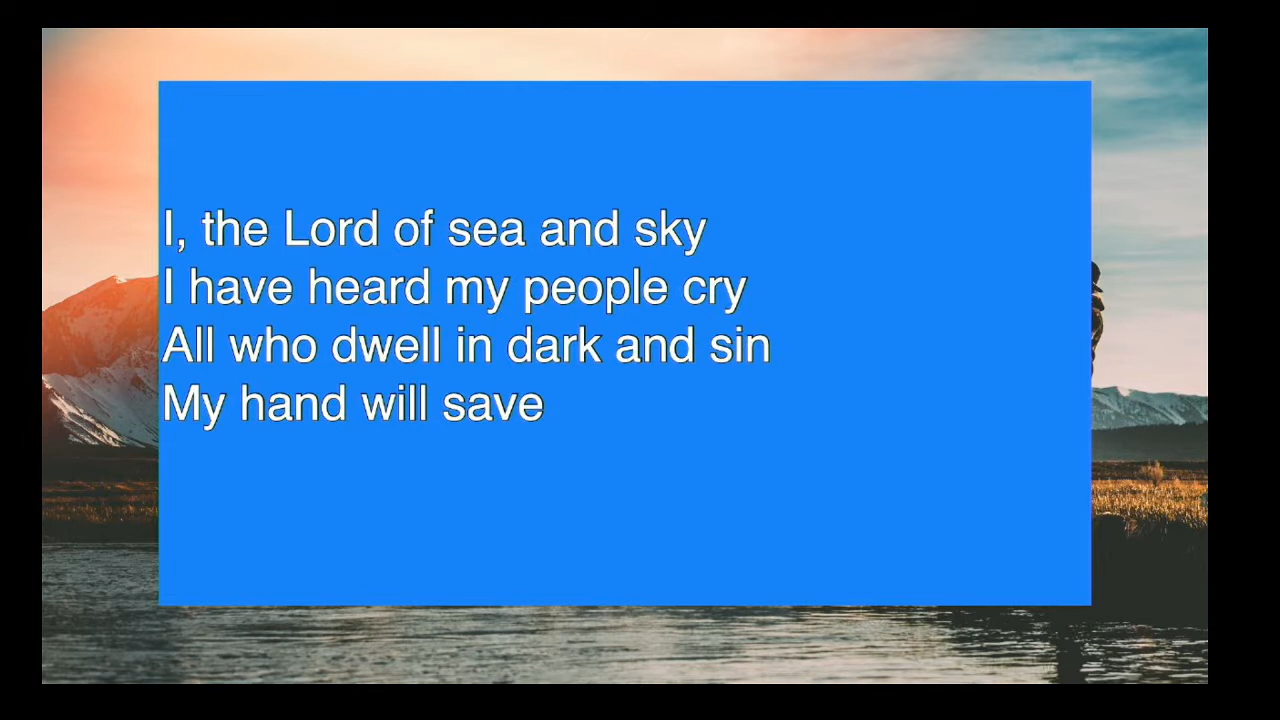 I, the Lord of sea and sky
I have heard my people cry
All who dwell in dark and sin
My hand will save